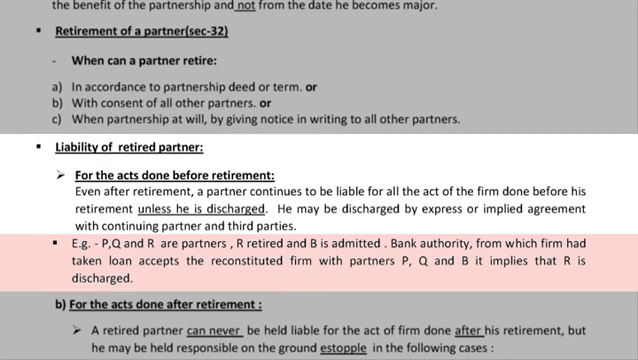 the benefit of the partnership and not from the date he becomes major.
▪ Retirement of a partner(sec-32)
- When can a partner retire:
a) In accordance to partnership deed or term. or
b) With consent of all other partners. or
c) When partnership at will, by giving notice in writing to all other partners.
▪ Liability of retired partner:
➢ For the acts done before retirement:
Even after retirement, a partner continues to be liable for all the act of the firm done before his
retirement unless he is discharged. He may be discharged by express or implied agreement
with continuing partner and third parties.
▪ E.g. - P,Q and R are partners , R retired and B is admitted . Bank authority, from which firm had
taken loan accepts the reconstituted firm with partners P, Q and B it implies that R is
discharged.
b) For the acts done after retirement :
➢ A retired partner can never be held liable for the act of firm done after his retirement, but
he may be held responsible on the ground estopple in the following cases :